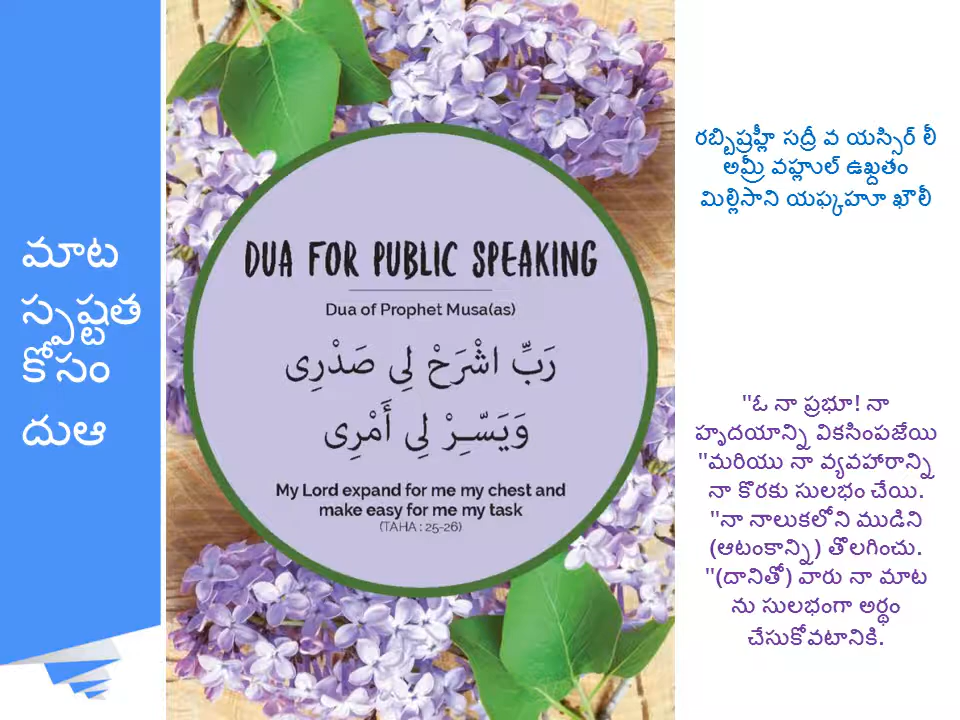 మాట
స్పష్టత
కోసం
దుఆ
DUA FOR PUBLIC SPEAKING
Dua of Prophet Musa(as)
رَبِّ اشْرَحْ لِى صَدْرِى
وَيَسِّرْ لِى أَمْرِى
My Lord expand for me my chest and
make easy for me my task
(TAHA : 25-26)
రబ్బిష్రహ్లీ సద్రీ వ యస్సిర్ లీ
అమ్రీ వహ్లుల్ ఉఖ్దతం
మిల్లిసాని యఫ్కహూ ఖౌలీ
"ఓ నా ప్రభూ! నా
హృదయాన్ని వికసింపజేయి
"మరియు నా వ్యవహారాన్ని
నా కొరకు సులభం చేయి.
"నా నాలుకలోని ముడిని
(ఆటంకాన్ని) తొలగించు.
"(దానితో) వారు నా మాట
ను సులభంగా అర్థం
చేసుకోవటానికి.